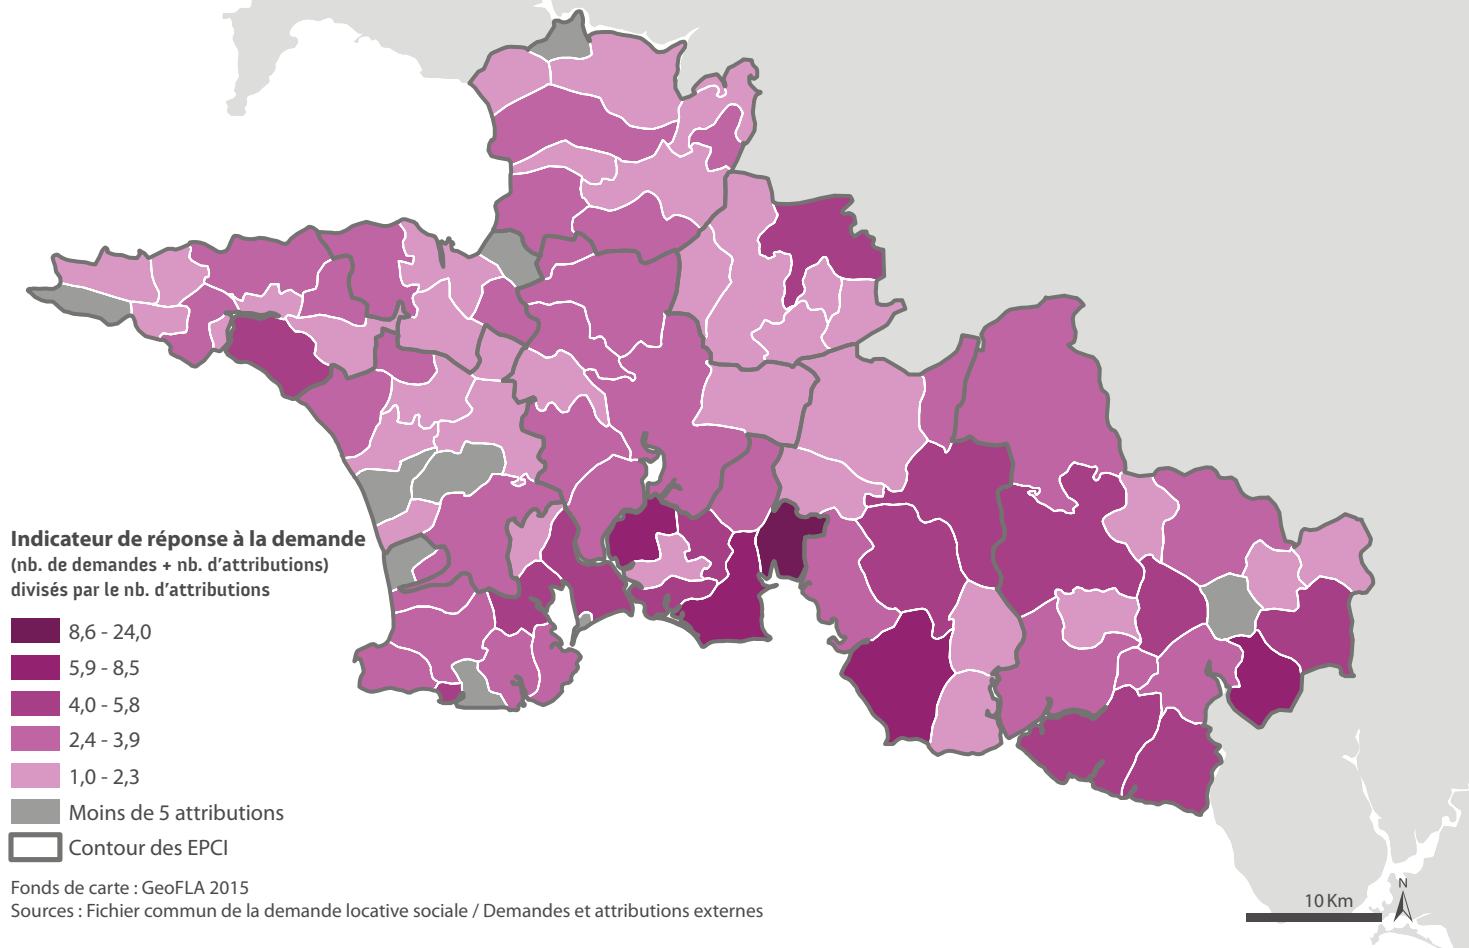 Indicateur de réponse à la demande
(nb. de demandes + nb. d’attributions)
divisés par le nb. d’attributions
8,6 - 24,0
5,9 - 8,5
4,0 - 5,8
2,4 - 3,9
1,0 - 2,3
Moins de 5 attributions
Contour des EPCI
Fonds de carte : GeoFLA 2015
Sources : Fichier commun de la demande locative sociale / Demandes et attributions externes
10 Km
N